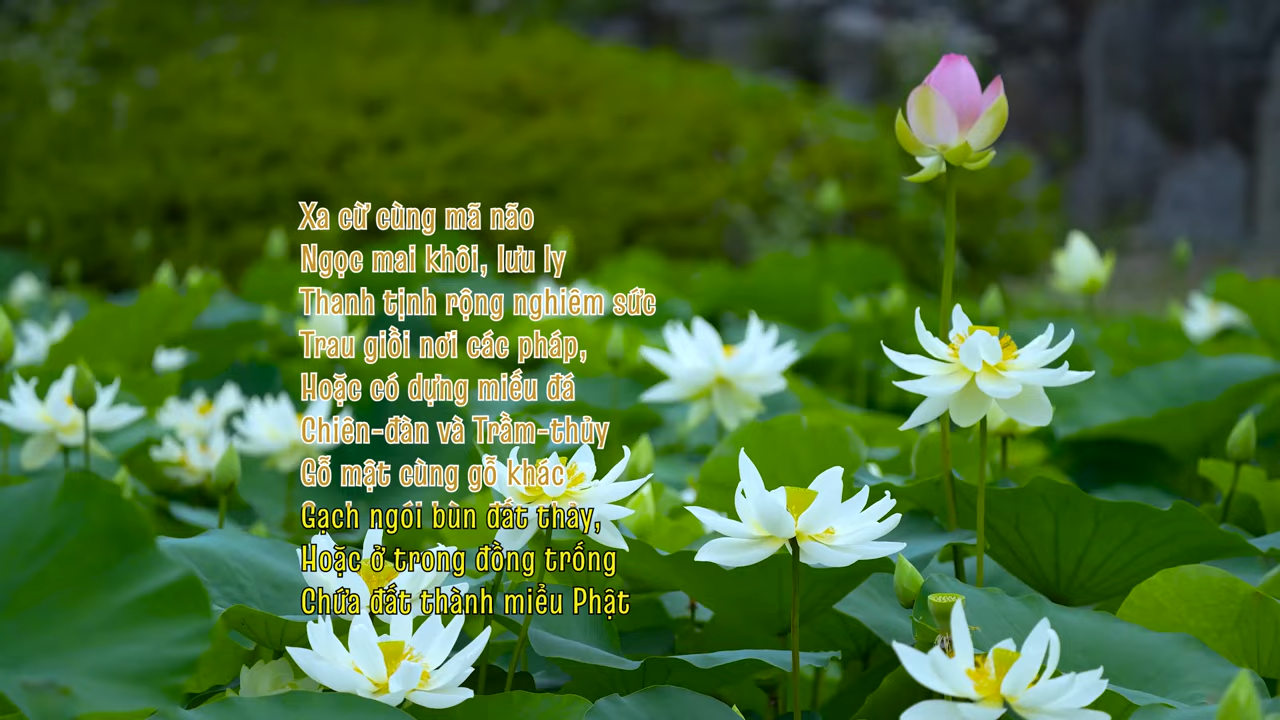 Xa cừ cùng mã não
Ngọc mai khôi, lưu ly
Thanh tịnh rộng nghiêm sức
Trau giồi nơi các pháp,
Hoặc có dựng miếu đá
Chiên-đàn và Trầm-thủy
Gỗ mật cùng gỗ khác
Gạch ngói bùn đất thảy,
Hoặc ở trong đồng trống
Chứa đất thành miểu Phật